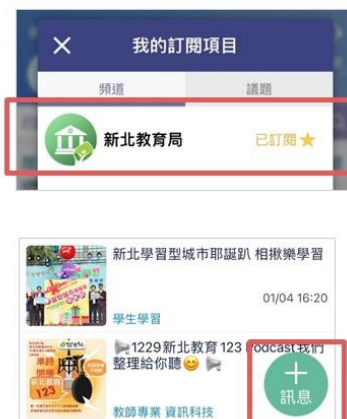 我的訂閱項目
頻道
議題
新北教育局
已訂閱
新北學習型城市耶誕趴 相揪樂學習
01/04 16:20
學生學習
1229新北教育123 Podcast我們
整理給你聽
教師專業 資訊科技
訊息